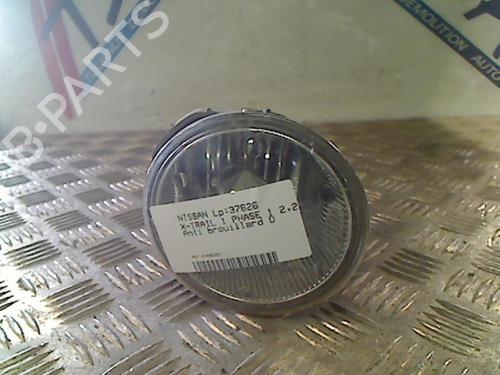 B-PARTS
DEMOLITION AUTO
NISSAN Lp:37626
X-TRAIL 1 PHASE 1 2.2
Anti brouillard D